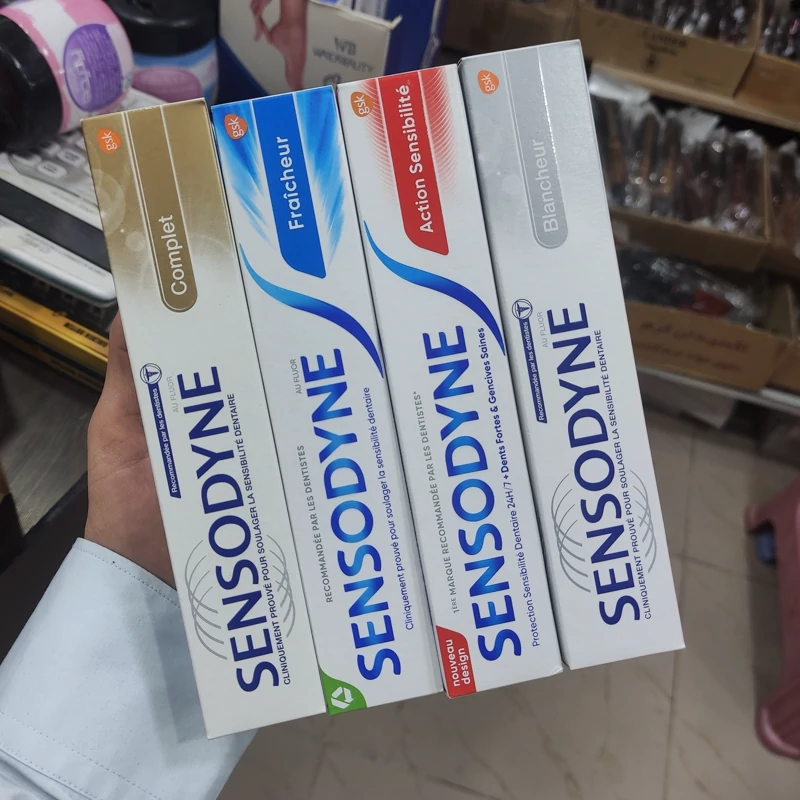 gsk
Complet
Recommandée par les dentistes
AU FLUOR
SENSODYNE
CLINIQUEMENT PROUVÉ POUR SOULAGER LA SENSIBILITÉ DENTAIRE
gsk
Fraîcheur
RECOMMANDÉE PAR LES DENTISTES
AU FLUOR
SENSODYNE
Cliniquement prouvé pour soulager la sensibilité dentaire
gsk
Action Sensibilité
1ÈRE MARQUE RECOMMANDÉE PAR LES DENTISTES*
SENSODYNE
Protection Sensibilité Dentaire 24H/7 + Dents Fortes & Gencives Saines
nouveau
design
gsk
Blancheur
Recommandée par les dentistes
AU FLUOR
SENSODYNE
CLINIQUEMENT PROUVÉ POUR SOULAGER LA SENSIBILITÉ DENTAIRE